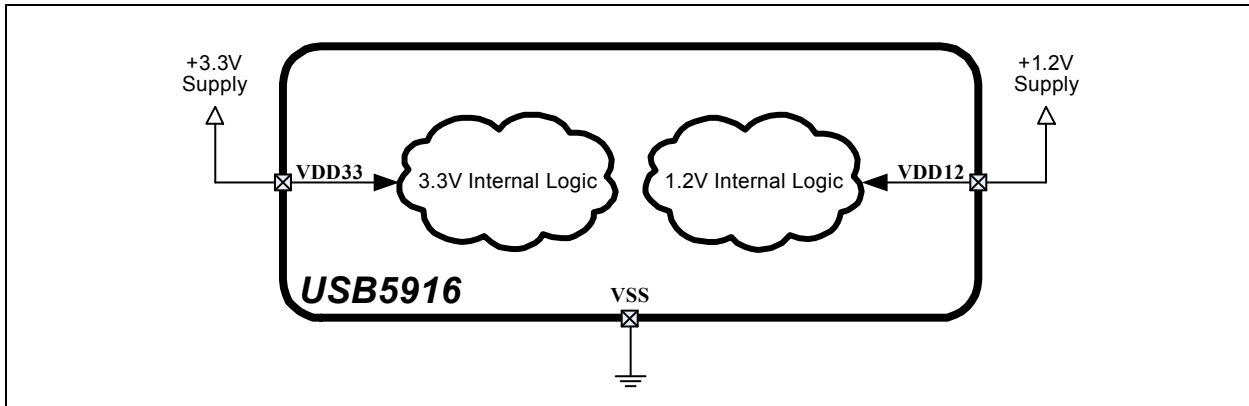 +3.3V
Supply
+1.2V
Supply
VDD33
3.3V Internal Logic
1.2V Internal Logic
VDD12
USB5916
VSS